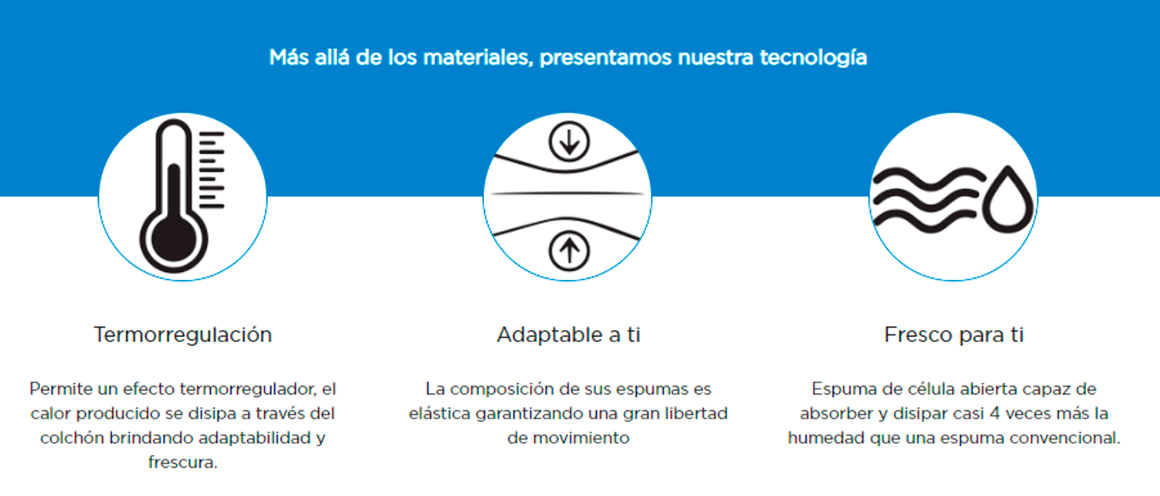 Más allá de los materiales, presentamos nuestra tecnología
Termorregulación
Permite un efecto termorregulador, el
calor producido se disipa a través del
colchón brindando adaptabilidad y
frescura.
Adaptable a ti
La composición de sus espumas es
elástica garantizando una gran libertad
de movimiento
Fresco para ti
Espuma de célula abierta capaz de
absorber y disipar casi 4 veces más la
humedad que una espuma convencional.